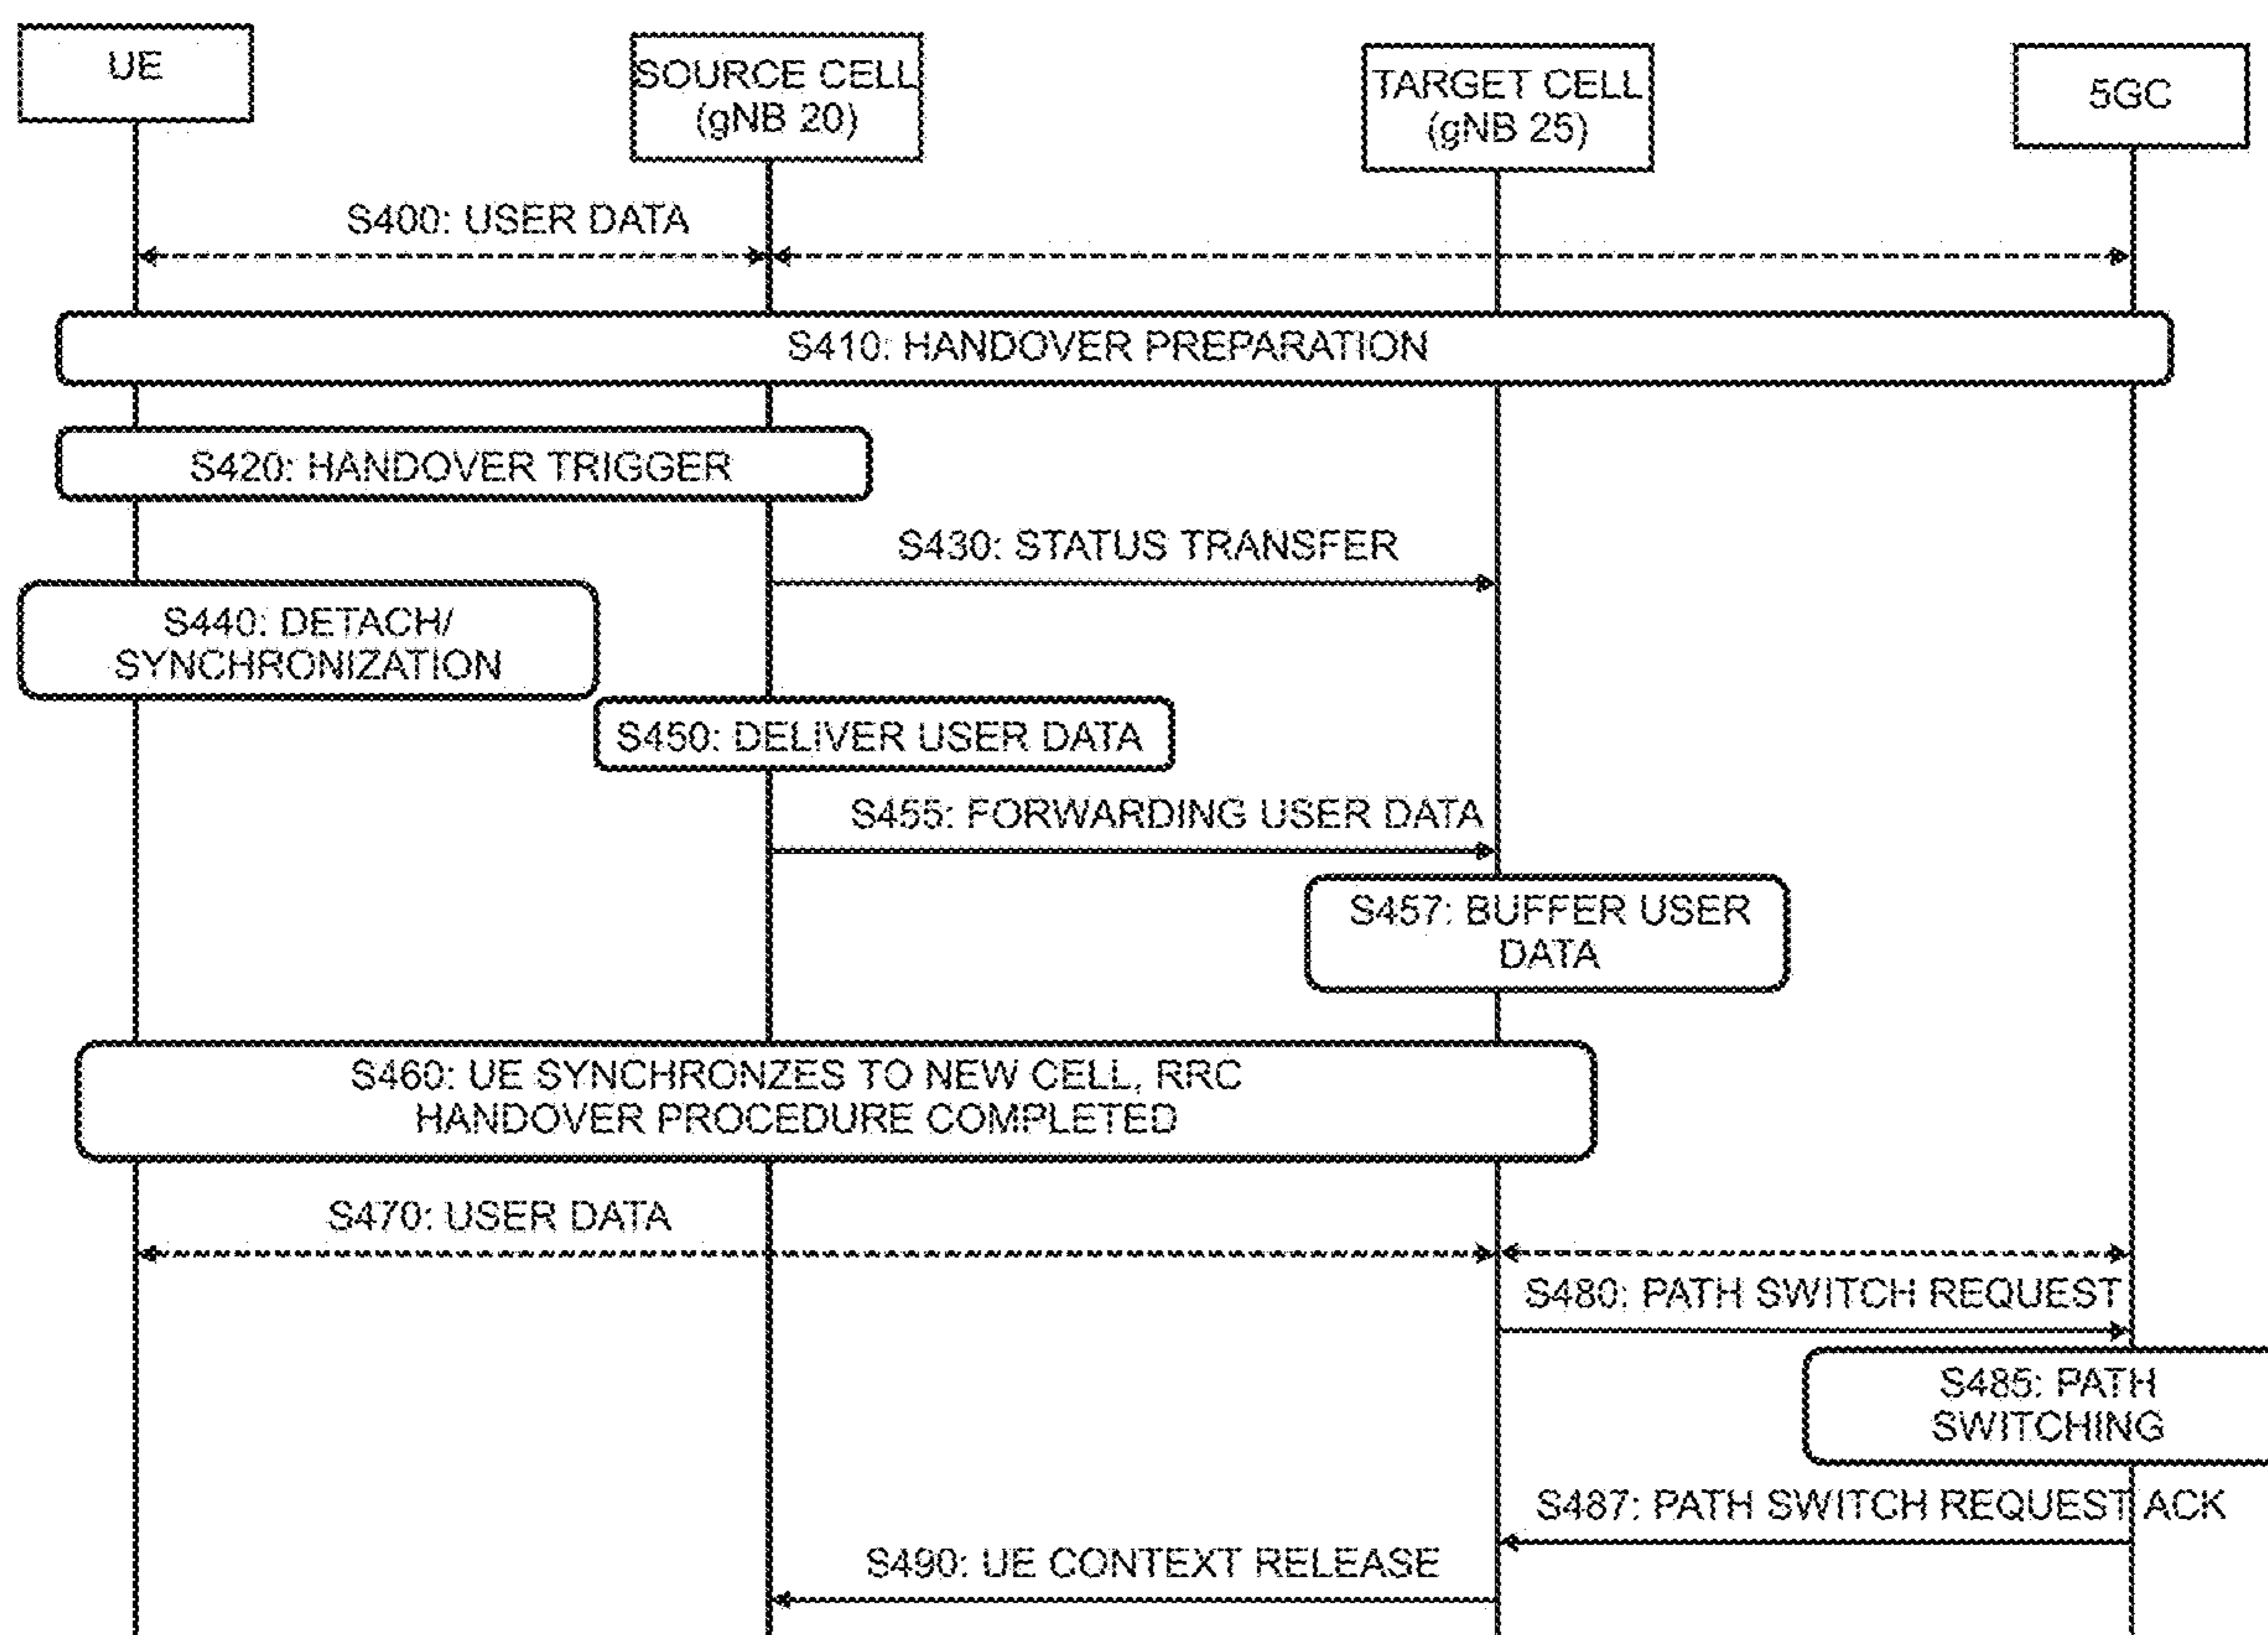 UE
SOURCE CELL
(gNB 20)
TARGET CELL
(gNB 25)
5GC
S400: USER DATA
S410: HANDOVER PREPARATION
S420: HANDOVER TRIGGER
S430: STATUS TRANSFER
S440: DETACH/
SYNCHRONIZATION
S450: DELIVER USER DATA
S455: FORWARDING USER DATA
S457: BUFFER USER
DATA
S460: UE SYNCHRONZES TO NEW CELL, RRC
HANDOVER PROCEDURE COMPLETED
S470: USER DATA
S480: PATH SWITCH REQUEST
S485: PATH
SWITCHING
S487: PATH SWITCH REQUEST ACK
S490: UE CONTEXT RELEASE